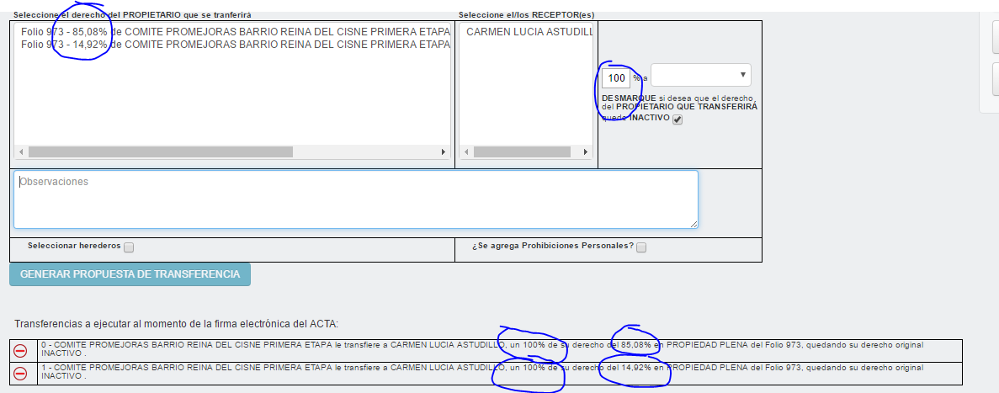 Seleccione el derecho del PROPIETARIO que se tranferirá
Seleccione el/los RECEPTOR(es)
Folio 973 - 85,08% de COMITE PROMEJORAS BARRIO REINA DEL CISNE PRIMERA ETAPA
Folio 973 - 14,92% de COMITE PROMEJORAS BARRIO REINA DEL CISNE PRIMERA ETAPA
CARMEN LUCIA ASTUDILL
100 % a
DESMARQUE si desea que el derecho
del PROPIETARIO QUE TRANSFERIRÁ
quede INACTIVO
Observaciones
Seleccionar herederos
¿Se agrega Prohibiciones Personales?
GENERAR PROPUESTA DE TRANSFERENCIA
Transferencias a ejecutar al momento de la firma electrónica del ACTA:
0 - COMITE PROMEJORAS BARRIO REINA DEL CISNE PRIMERA ETAPA le transfiere a CARMEN LUCIA ASTUDILLO, un 100% de su derecho del 85,08% en PROPIEDAD PLENA del Folio 973, quedando su derecho original
INACTIVO .
1 - COMITE PROMEJORAS BARRIO REINA DEL CISNE PRIMERA ETAPA le transfiere a CARMEN LUCIA ASTUDILLO, un 100% de su derecho del 14,92% en PROPIEDAD PLENA del Folio 973, quedando su derecho original
INACTIVO .